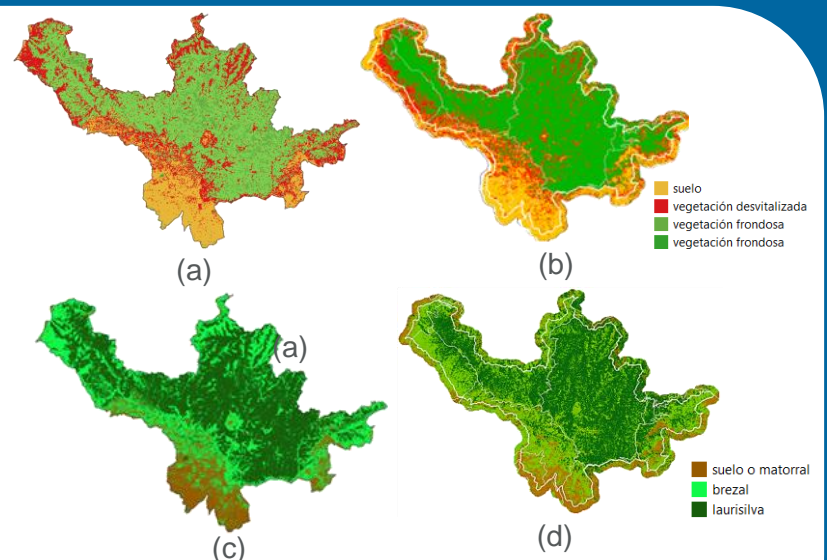 suelo
vegetación desvitalizada
vegetación frondosa
vegetación frondosa
(a)
(b)
(a)
suelo o matorral
brezal
laurisilva
(c)
(d)